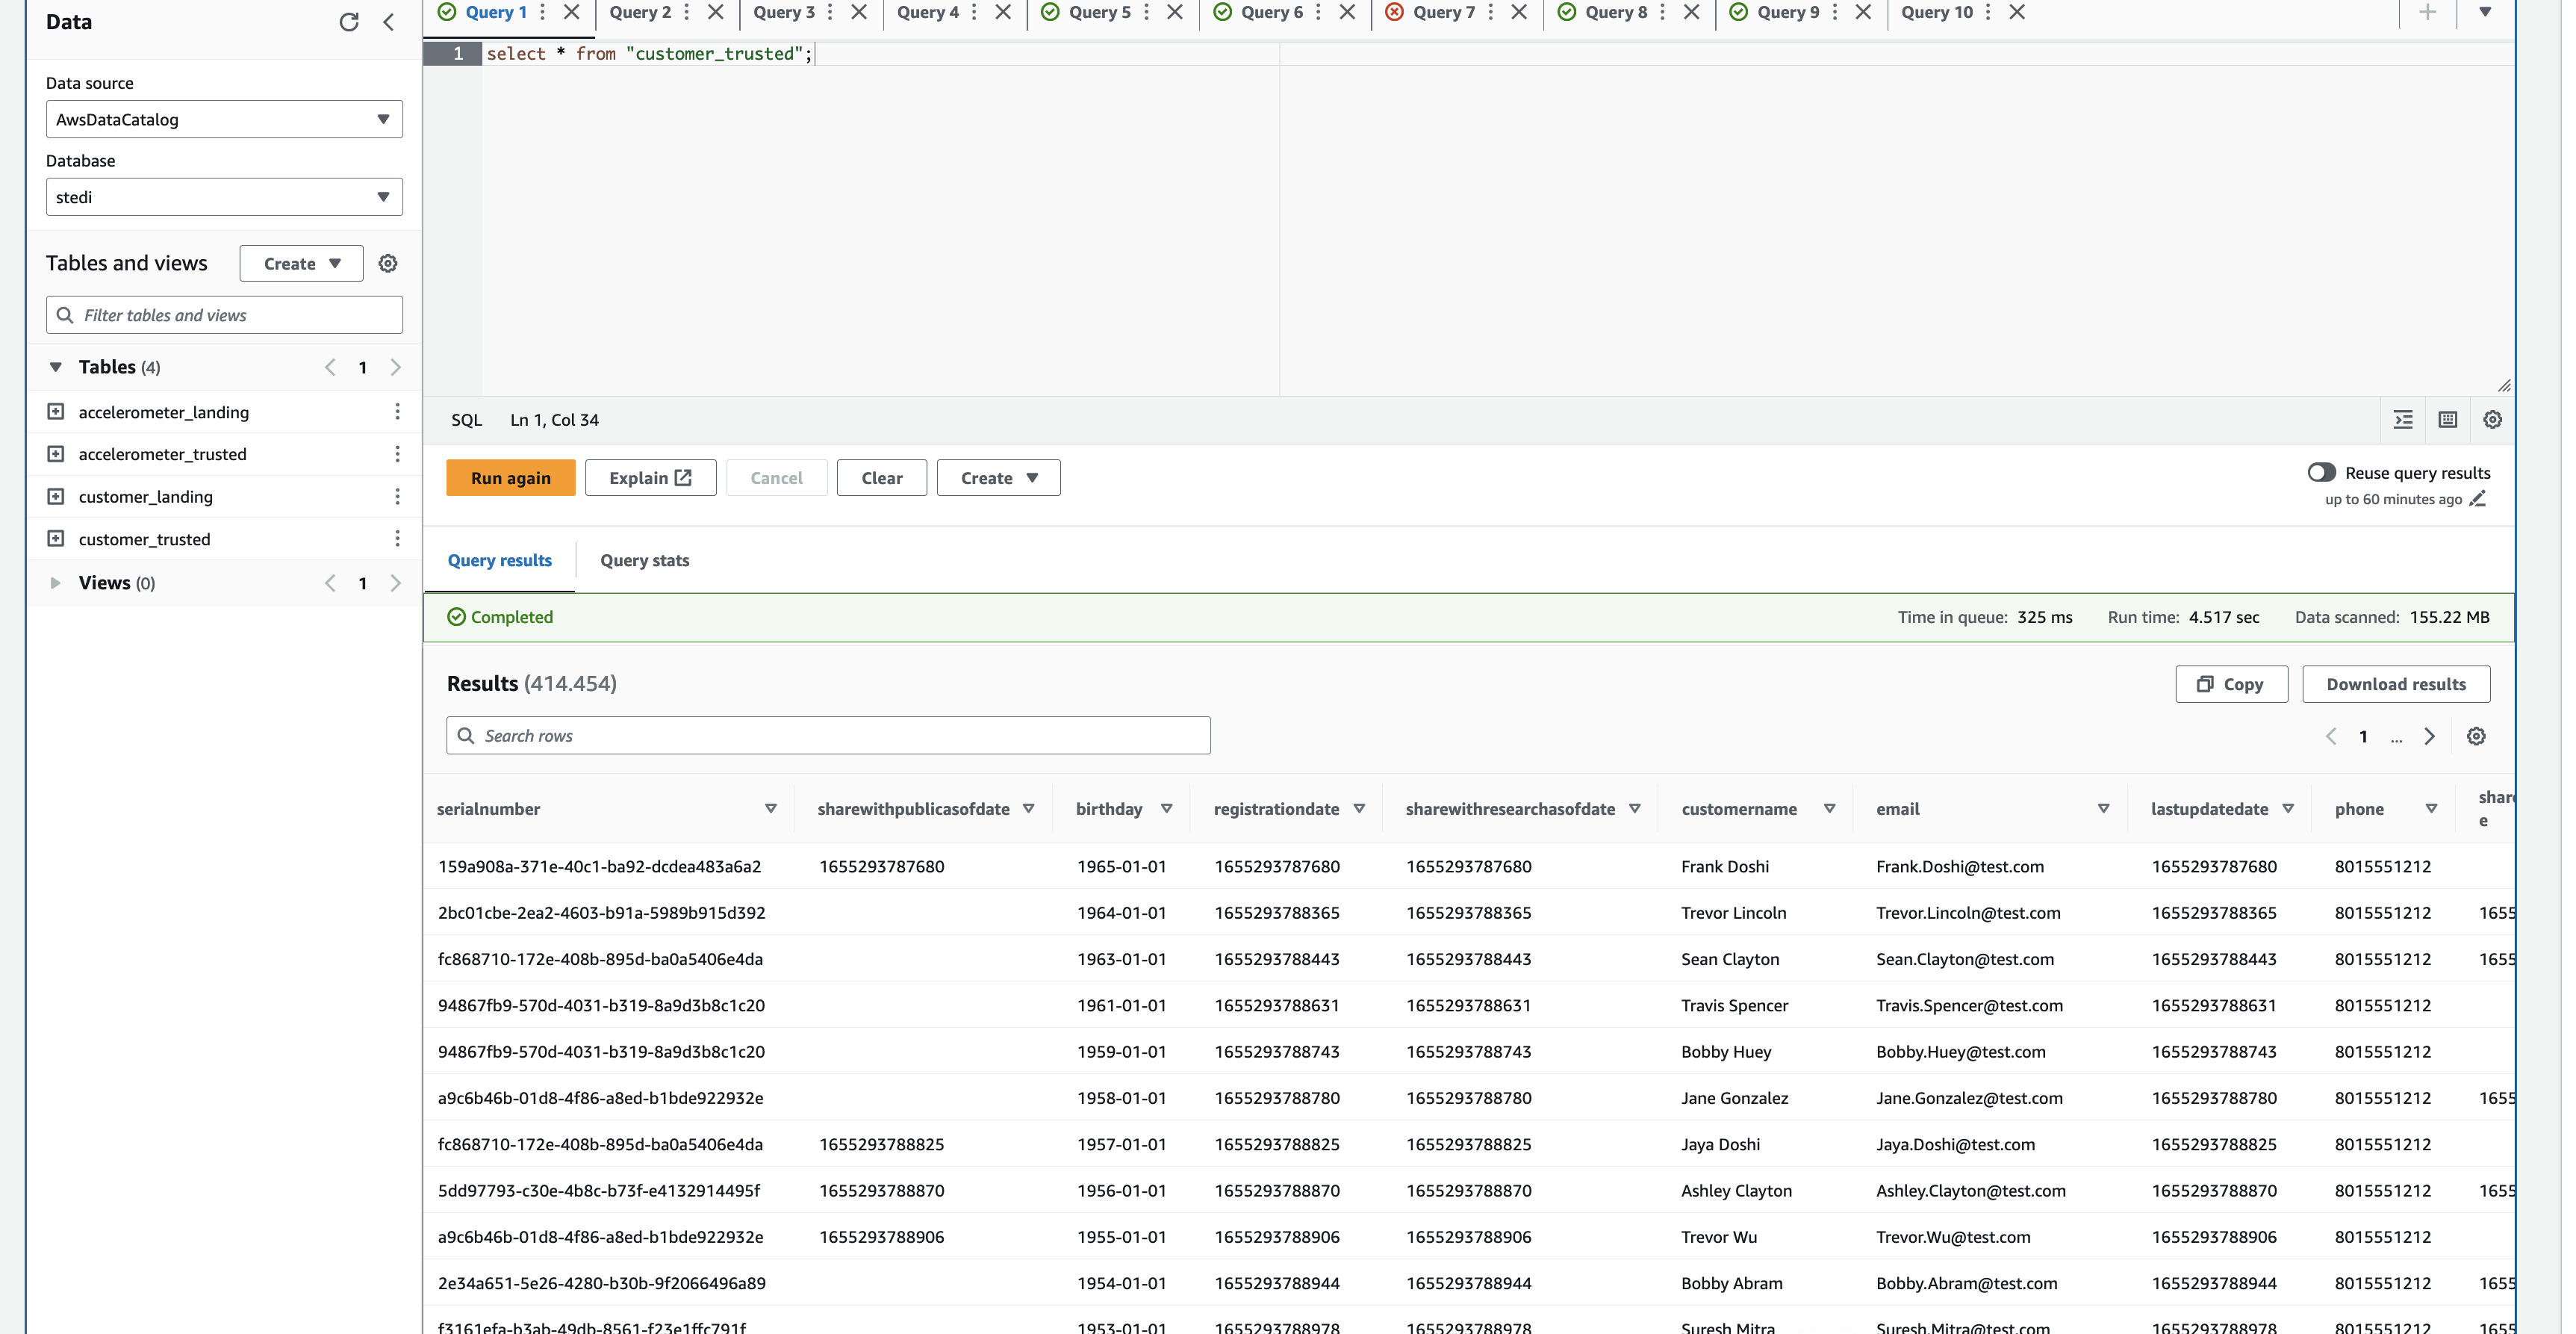 Data
Query 1
Query 2
Query 3
Query 4
Query 5
Query 6
Query 7
Query 8
Query 9
Query 10
Data source
AwsDataCatalog
Database
stedi
Tables and views
Create
Filter tables and views
Tables (4)
1
accelerometer_landing
accelerometer_trusted
customer_landing
customer_trusted
Views (0)
1
1 select * from "customer_trusted";
SQL Ln 1, Col 34
Run again
Explain
Cancel
Clear
Create
Reuse query results
up to 60 minutes ago
Query results
Query stats
Completed
Time in queue: 325 ms Run time: 4.517 sec Data scanned: 155.22 MB
Results (414.454)
Copy
Download results
Search rows
1 ...
serialnumber sharewithpublicasofdate birthday registrationdate sharewithresearchasofdate customername email lastupdatedate phone
159a908a-371e-40c1-ba92-dcdea483a6a2 1655293787680 1965-01-01 1655293787680 1655293787680 Frank Doshi Frank.Doshi@test.com 1655293787680 8015551212
2bc01cbe-2ea2-4603-b91a-5989b915d392 1964-01-01 1655293788365 1655293788365 Trevor Lincoln Trevor.Lincoln@test.com 1655293788365 8015551212 1655
fc868710-172e-408b-895d-ba0a5406e4da 1963-01-01 1655293788443 1655293788443 Sean Clayton Sean.Clayton@test.com 1655293788443 8015551212 1655
94867fb9-570d-4031-b319-8a9d3b8c1c20 1961-01-01 1655293788631 1655293788631 Travis Spencer Travis.Spencer@test.com 1655293788631 8015551212
94867fb9-570d-4031-b319-8a9d3b8c1c20 1959-01-01 1655293788743 1655293788743 Bobby Huey Bobby.Huey@test.com 1655293788743 8015551212
a9c6b46b-01d8-4f86-a8ed-b1bde922932e 1958-01-01 1655293788780 1655293788780 Jane Gonzalez Jane.Gonzalez@test.com 1655293788780 8015551212 1655
fc868710-172e-408b-895d-ba0a5406e4da 1655293788825 1957-01-01 1655293788825 1655293788825 Jaya Doshi Jaya.Doshi@test.com 1655293788825 8015551212
5dd97793-c30e-4b8c-b73f-e4132914495f 1655293788870 1956-01-01 1655293788870 1655293788870 Ashley Clayton Ashley.Clayton@test.com 1655293788870 8015551212 1655
a9c6b46b-01d8-4f86-a8ed-b1bde922932e 1655293788906 1955-01-01 1655293788906 1655293788906 Trevor Wu Trevor.Wu@test.com 1655293788906 8015551212
2e34a651-5e26-4280-b30b-9f2066496a89 1954-01-01 1655293788944 1655293788944 Bobby Abram Bobby.Abram@test.com 1655293788944 8015551212 1655
f3161efa-b3ab-49db-8561-f23e1ffc791f 1953-01-01 1655293788978 1655293788978 Suresh Mitra Suresh.Mitra@test.com 1655293788978 8015551212 1655